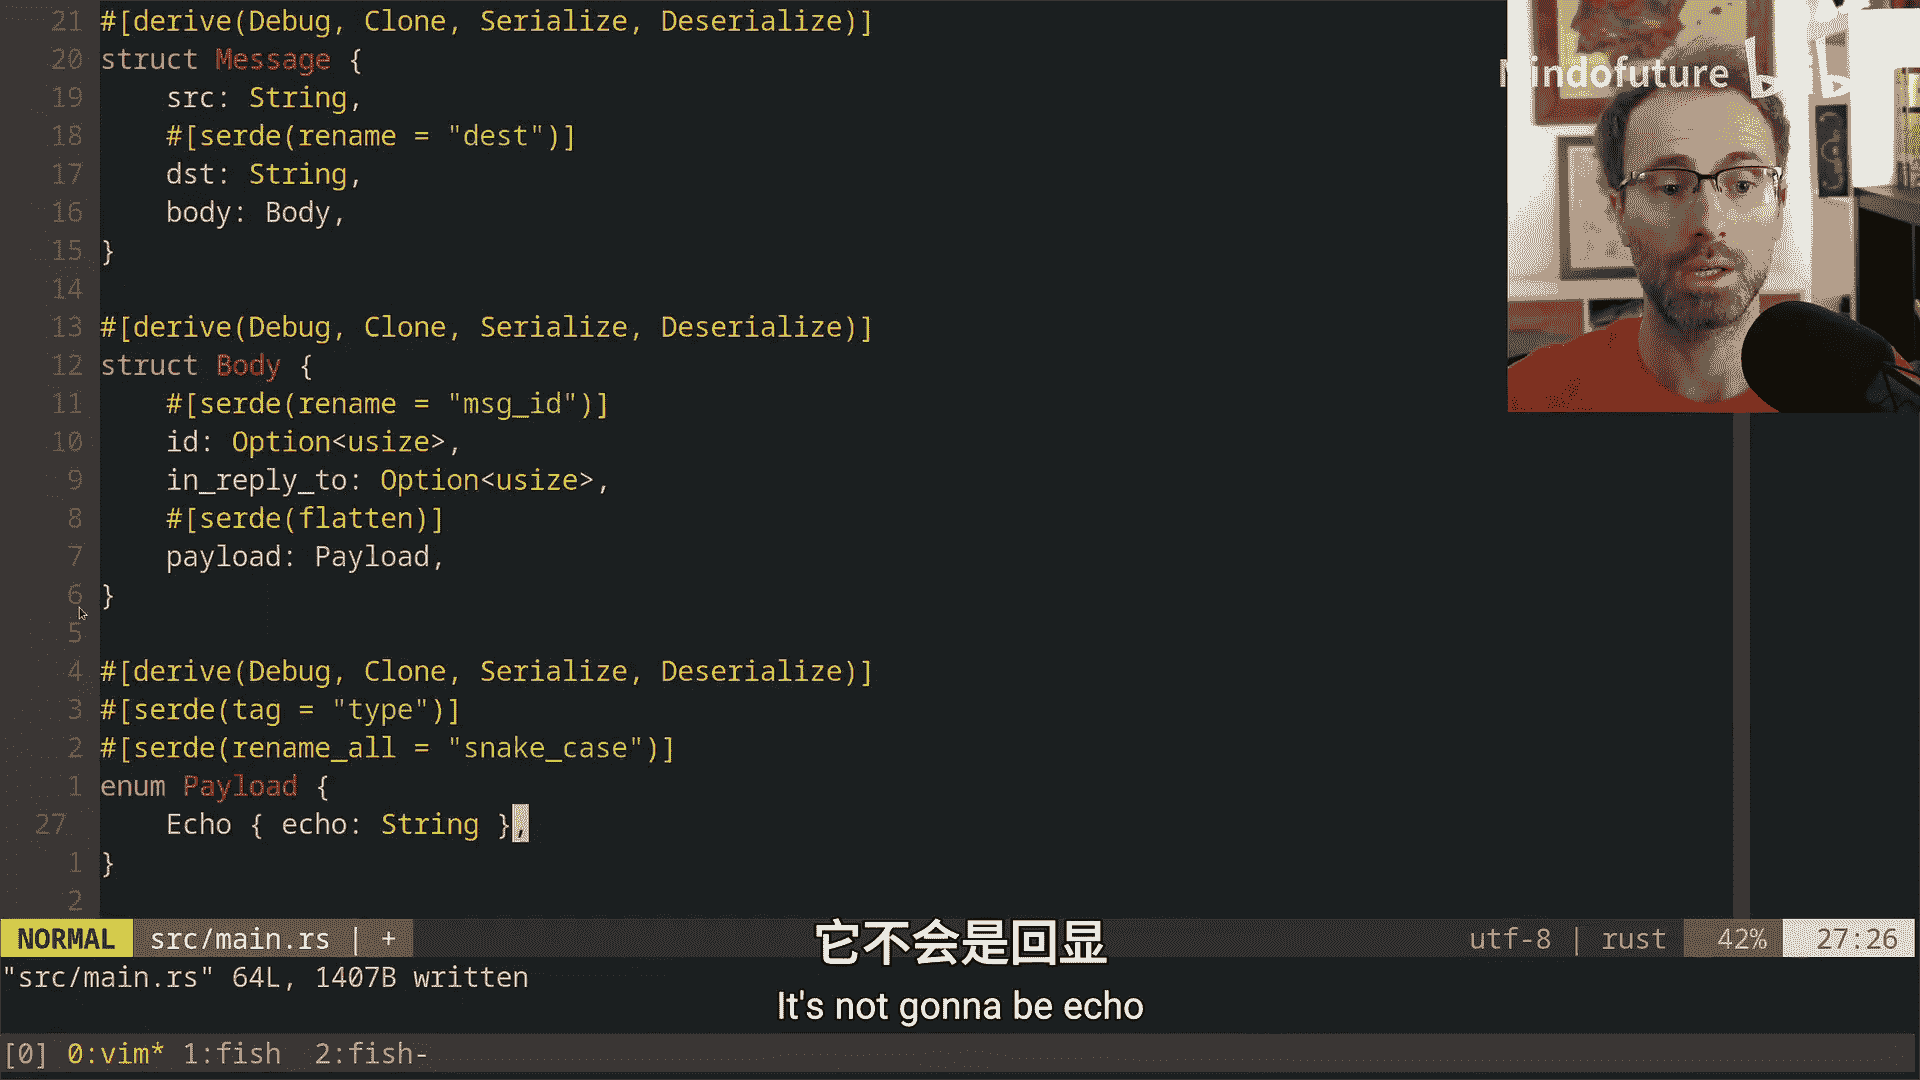 21 #[derive(Debug, Clone, Serialize, Deserialize)]
20 struct Message {
19     src: String,
18     #[serde(rename = "dest")]
17     dst: String,
16     body: Body,
15 }
14
13 #[derive(Debug, Clone, Serialize, Deserialize)]
12 struct Body {
11     #[serde(rename = "msg_id")]
10     id: Option<usize>,
9     in_reply_to: Option<usize>,
8     #[serde(flatten)]
7     payload: Payload,
6 }
5
4 #[derive(Debug, Clone, Serialize, Deserialize)]
3 #[serde(tag = "type")]
2 #[serde(rename_all = "snake_case")]
1 enum Payload {
27     Echo { echo: String },
1 }
2
Mindofuture
NORMAL src/main.rs | + utf-8 | rust 42% 27:26
"src/main.rs" 64L, 1407B written
它不会是回显
It's not gonna be echo
[0] 0:vim* 1:fish 2:fish-